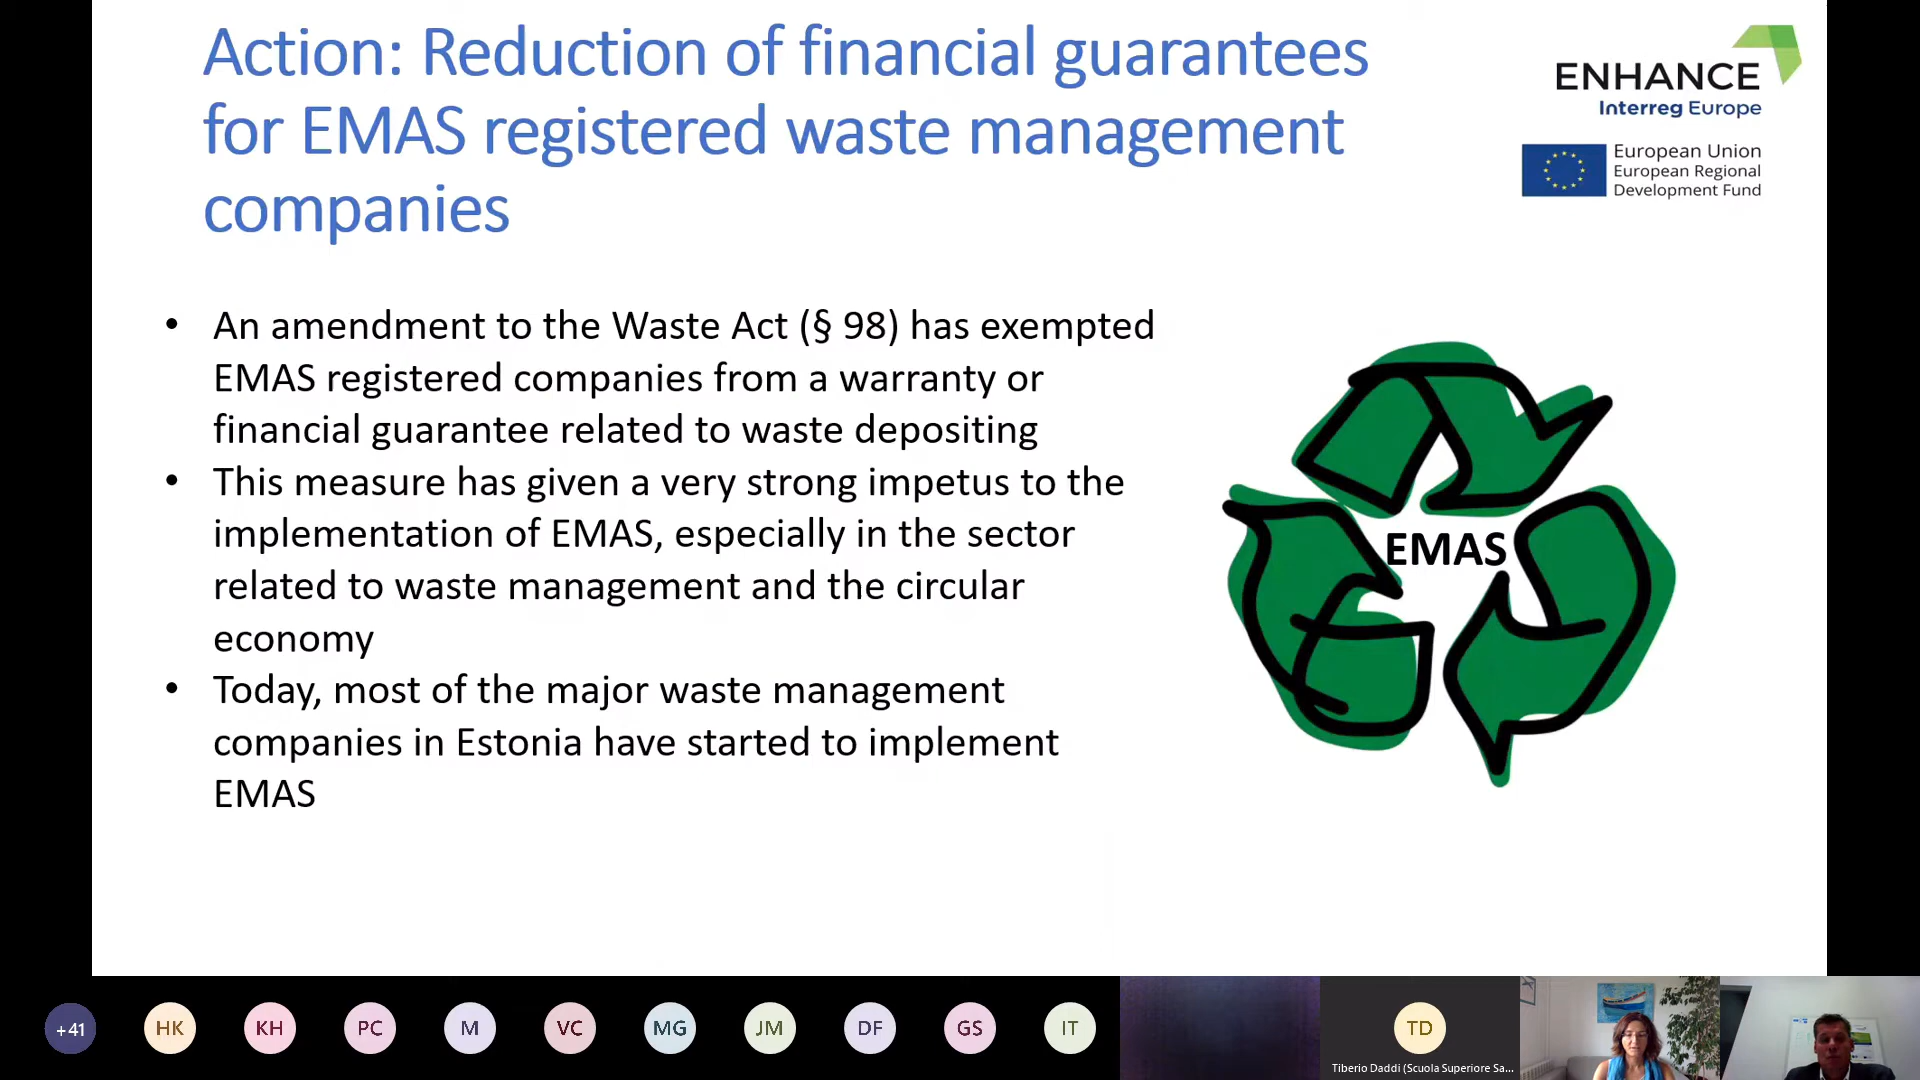 Action: Reduction of financial guarantees
for EMAS registered waste management
companies
ENHANCE
Interreg Europe
European Union
European Regional
Development Fund
• An amendment to the Waste Act (§ 98) has exempted
EMAS registered companies from a warranty or
financial guarantee related to waste depositing
• This measure has given a very strong impetus to the
implementation of EMAS, especially in the sector
related to waste management and the circular
economy
• Today, most of the major waste management
companies in Estonia have started to implement
EMAS
EMAS
+41
HK
KH
PC
M
VC
MG
JM
DF
GS
IT
TD
Tiberio Daddi (Scuola Superiore Sa...